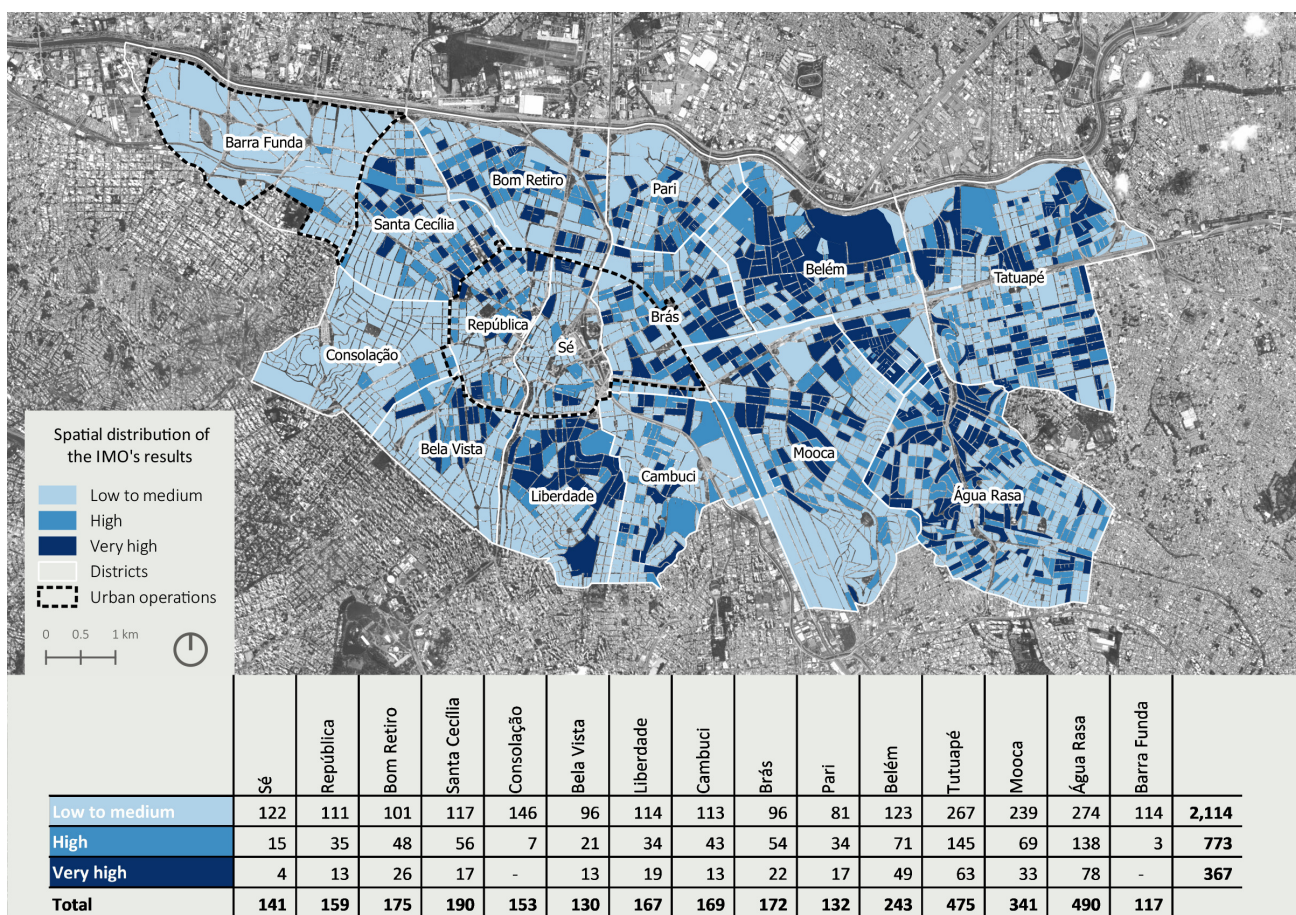 Barra Funda
Bom Retiro
Pari
Santa Cecília
Belém
Tatuapé
Brás
República
Sé
Consolação
Bela Vista
Mooca
Cambuci
Liberdade
Água Rasa
Spatial distribution of
the IMO's results
Low to medium
High
Very high
Districts
Urban operations
0 0.5 1 km
Sé República Bom Retiro Santa Cecília Consolação Bela Vista Liberdade Cambuci Brás Pari Belém Tutuapé Mooca Água Rasa Barra Funda
Low to medium 122 111 101 117 146 96 114 113 96 81 123 267 239 274 114 2,114
High 15 35 48 56 7 21 34 43 54 34 71 145 69 138 3 773
Very high 4 13 26 17 - 13 19 13 22 17 49 63 33 78 - 367
Total 141 159 175 190 153 130 167 169 172 132 243 475 341 490 117